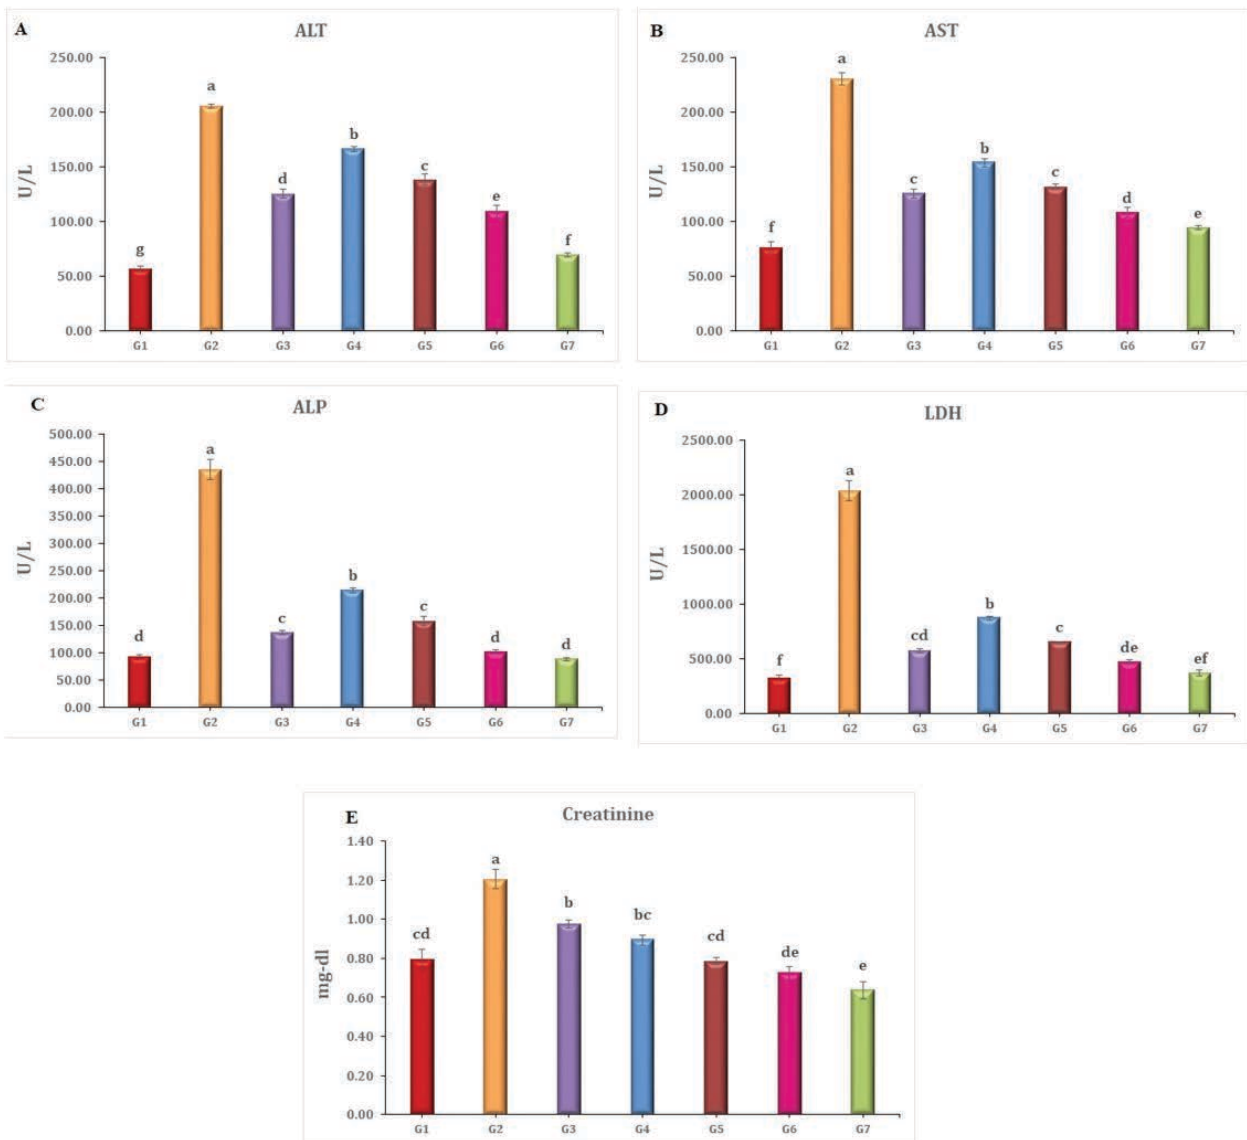 A
ALT
U/L
250.00
200.00
150.00
100.00
50.00
0.00
g
a
d
b
c
e
f
G1 G2 G3 G4 G5 G6 G7
B
AST
U/L
250.00
200.00
150.00
100.00
50.00
0.00
f
a
c
b
c
d
e
G1 G2 G3 G4 G5 G6 G7
C
ALP
U/L
500.00
450.00
400.00
350.00
300.00
250.00
200.00
150.00
100.00
50.00
0.00
d
a
c
b
c
d
d
G1 G2 G3 G4 G5 G6 G7
D
LDH
U/L
2500.00
2000.00
1500.00
1000.00
500.00
0.00
f
a
cd
b
c
de
ef
G1 G2 G3 G4 G5 G6 G7
E
Creatinine
mg-dl
1.40
1.20
1.00
0.80
0.60
0.40
0.20
0.00
cd
a
b
bc
cd
de
e
G1 G2 G3 G4 G5 G6 G7